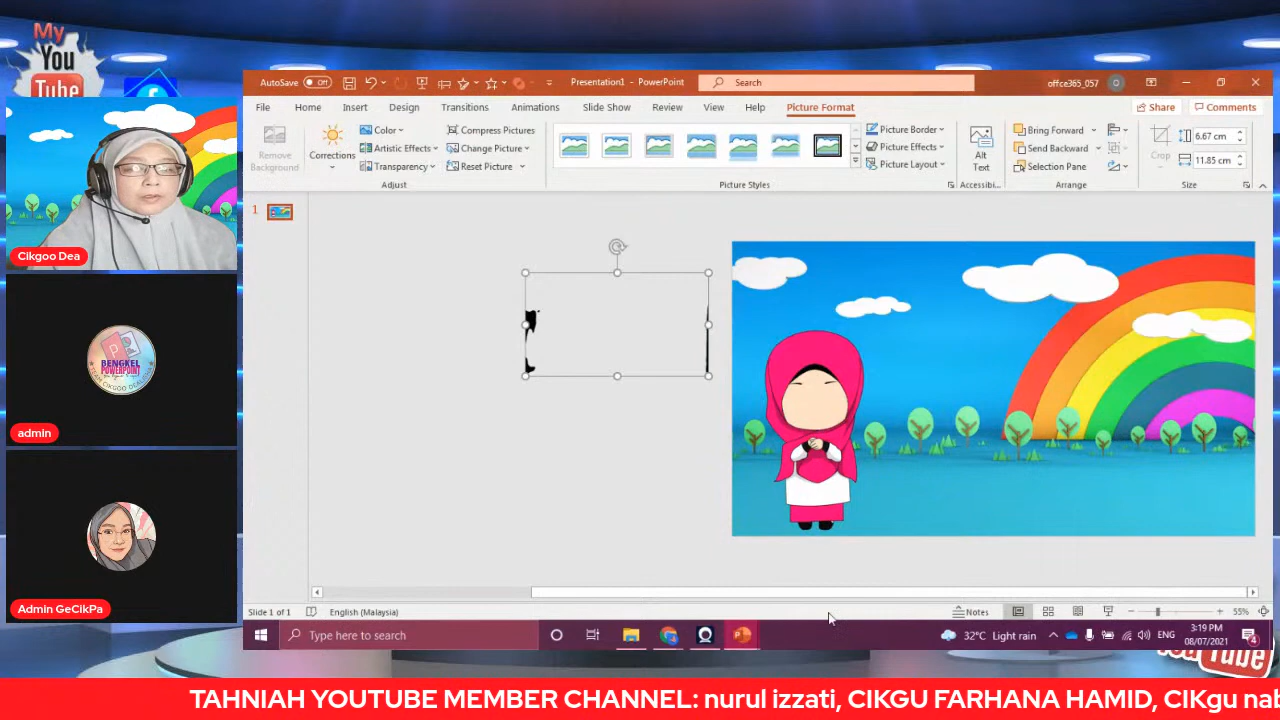 My
You
Tube
f
Cikgoo Dea
BENGKEL
POWERPOINT
admin
Admin GeCikPa
AutoSave Off
Presentation1 - PowerPoint
Search
offce365_057
O
File Home Insert Design Transitions Animations Slide Show Review View Help Picture Format
Share Comments
Remove
Background
Corrections
Color
Artistic Effects
Transparency
Compress Pictures
Change Picture
Reset Picture
Adjust
Picture Styles
Picture Border
Picture Effects
Picture Layout
Alt
Text
Accessibi...
Bring Forward
Send Backward
Selection Pane
Arrange
Crop
6.67 cm
11.85 cm
Size
1
Slide 1 of 1 English (Malaysia)
Notes
55%
Type here to search
32°C Light rain
ENG
3:19 PM
08/07/2021
4
TAHNIAH YOUTUBE MEMBER CHANNEL: nurul izzati, CIKGU FARHANA HAMID, CIKgu nab